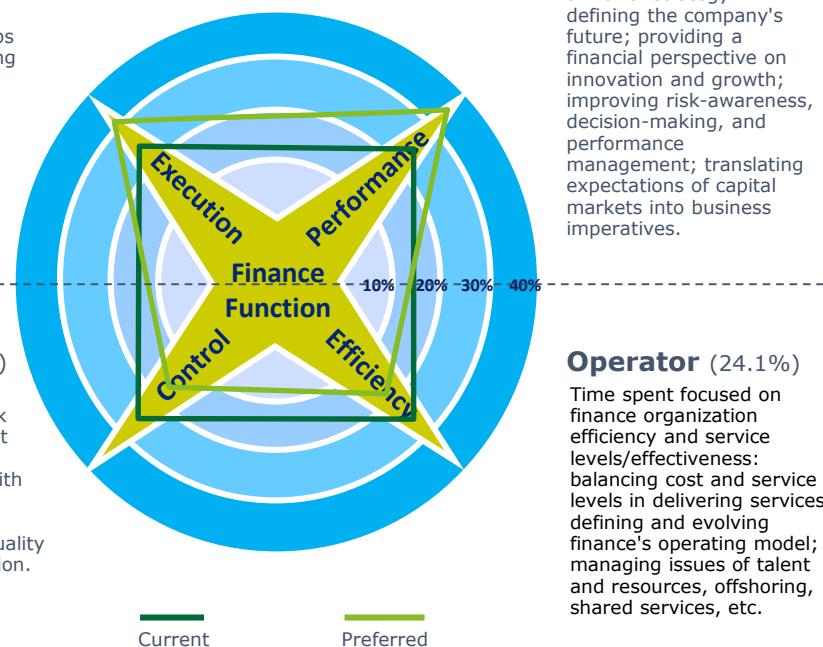 defining the company's
future; providing a
financial perspective on
innovation and growth;
improving risk-awareness,
decision-making, and
performance
management; translating
expectations of capital
markets into business
imperatives.
Execution
Performance
Finance
Function
10% 20% 30% 40%
Control
Efficiency
Operator (24.1%)
Time spent focused on
finance organization
efficiency and service
levels/effectiveness:
balancing cost and service
levels in delivering services
defining and evolving
finance's operating model;
managing issues of talent
and resources, offshoring,
shared services, etc.
Current
Preferred